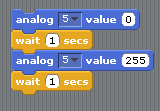 analog 5 value 0
wait 1 secs
analog 5 value 255
wait 1 secs